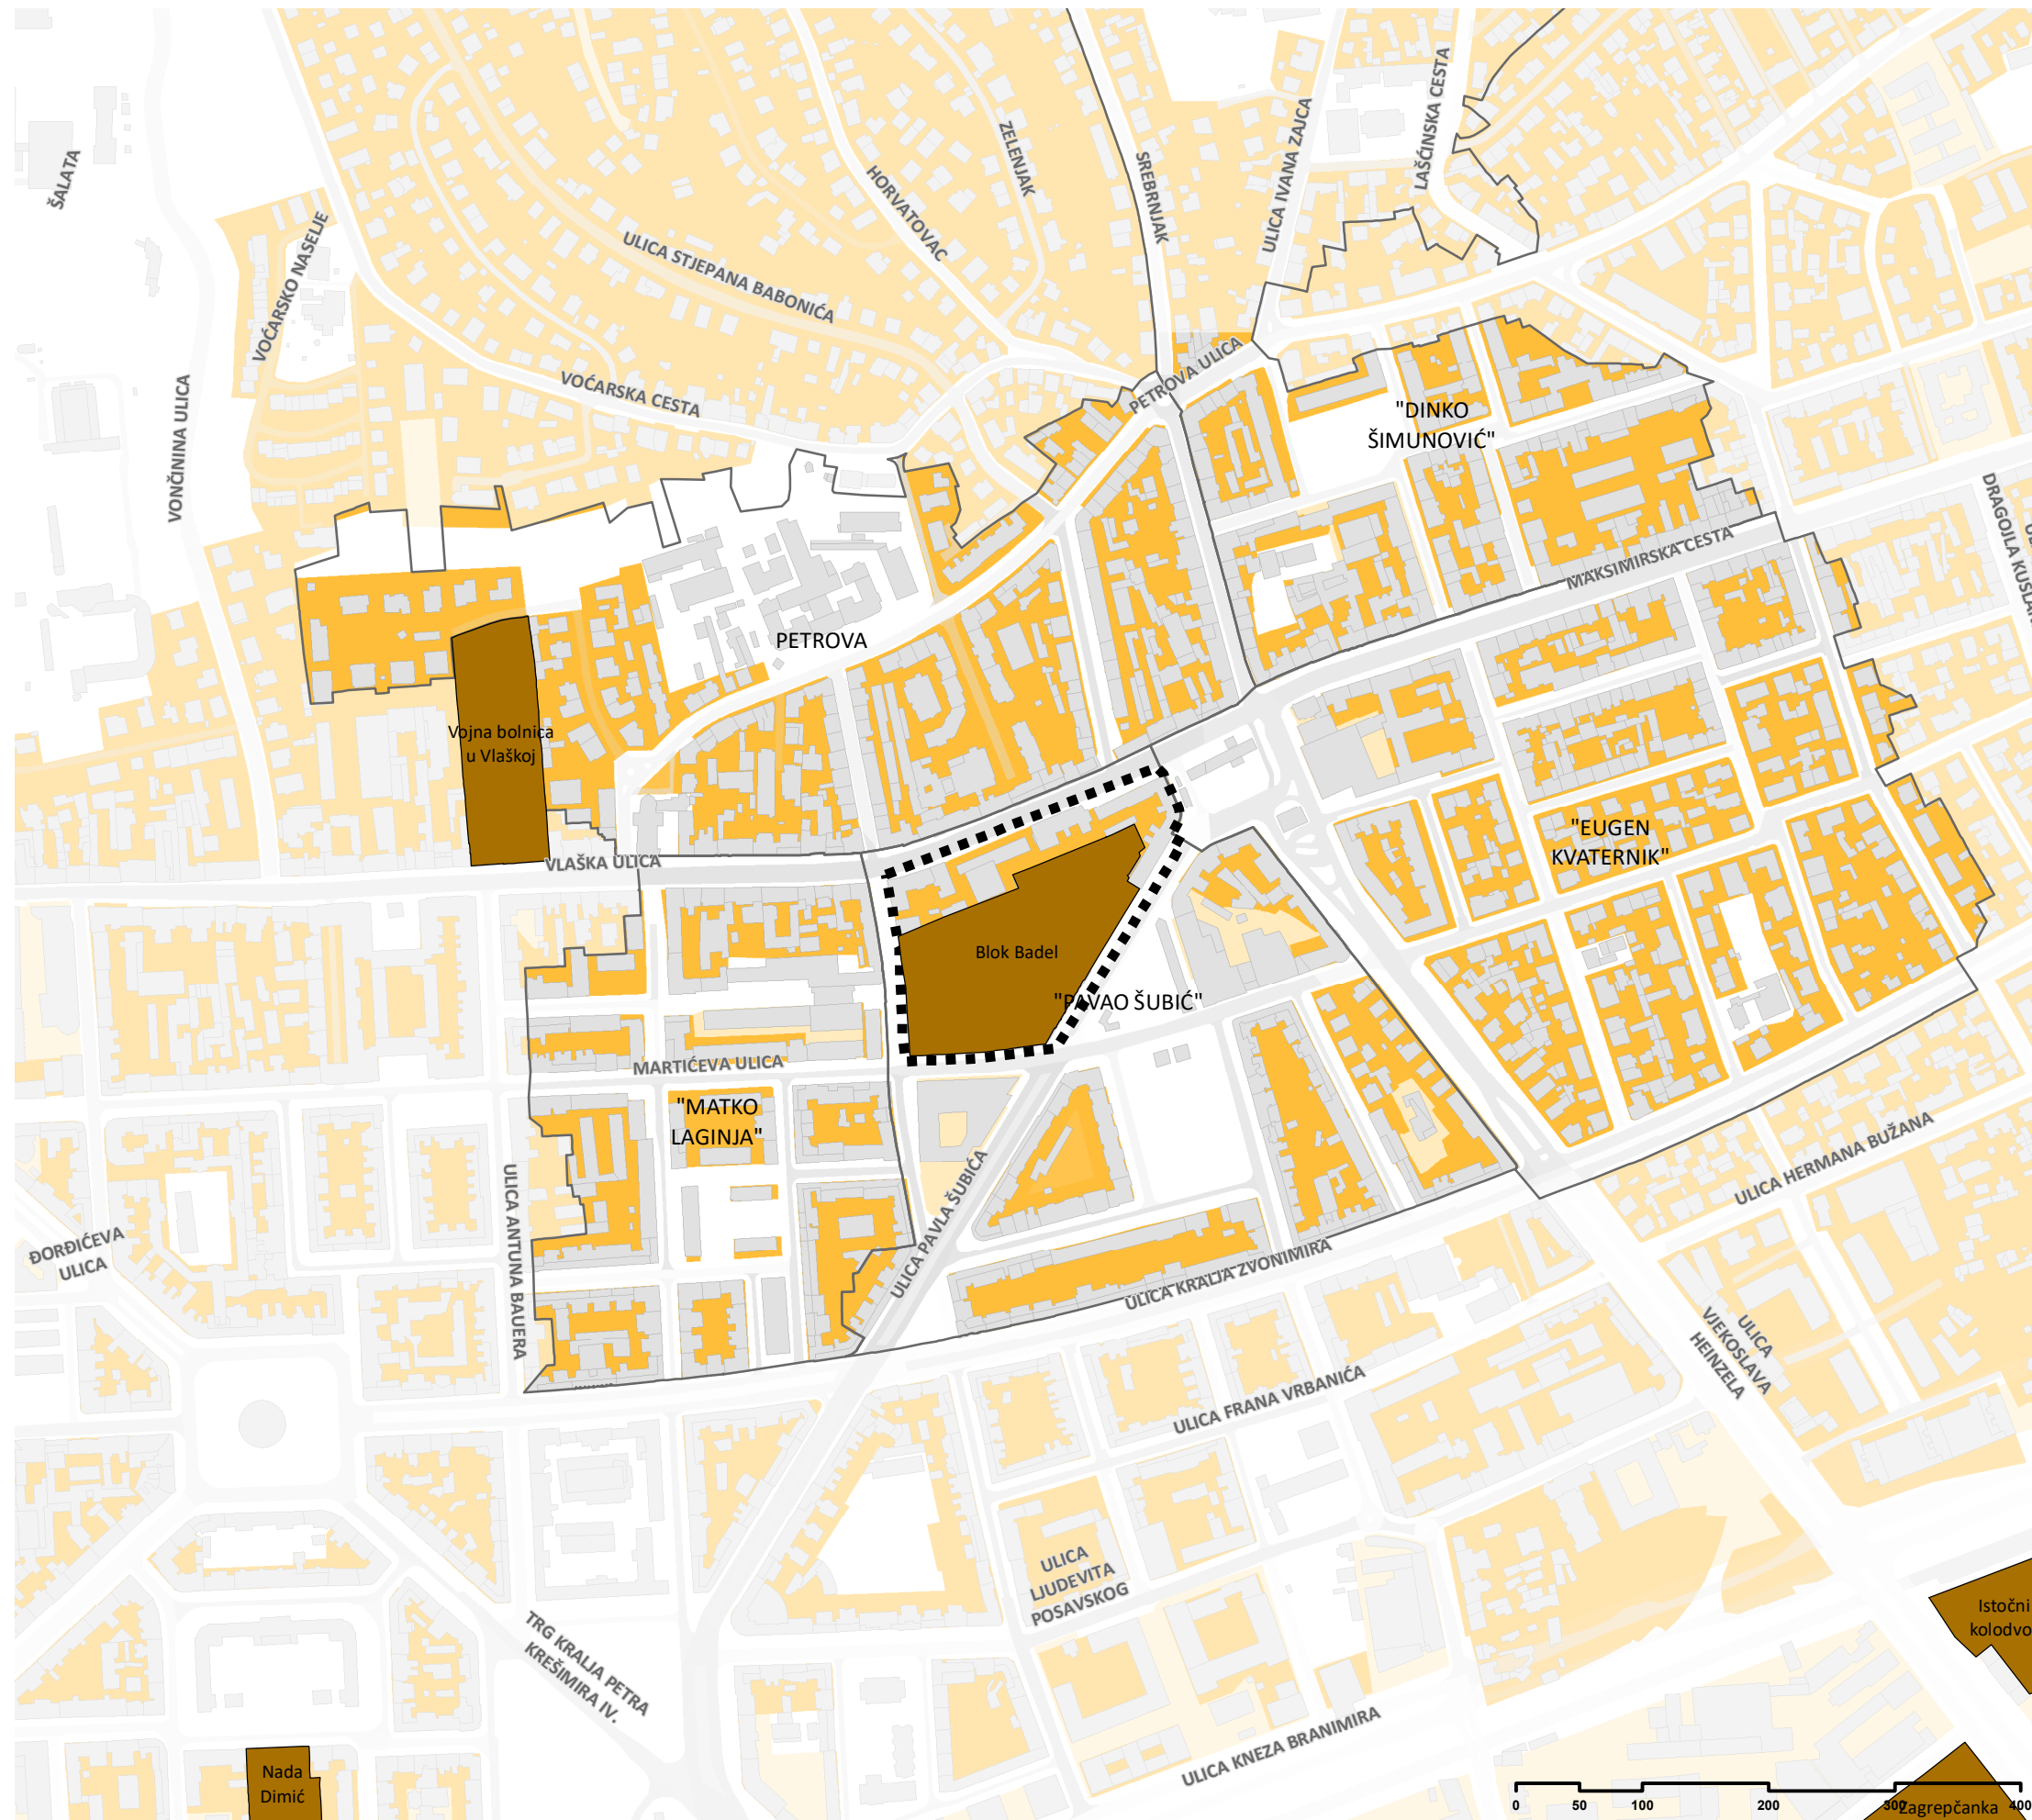 ŠALATA
VONČININA ULICA
VOĆARSKO NASELJE
ULICA STJEPANA BABONIĆA
HORVATOVAC
ZELENJAK
SREBRNJAK
ULICA IVANA ZAJCA
LAŠĆINSKA CESTA
VOĆARSKA CESTA
PETROVA ULICA
"DINKO
ŠIMUNOVIĆ"
MAKSIMIRSKA CESTA
DRAGOJLA KUŠLANA
PETROVA
Vojna bolnica
u Vlaškoj
VLAŠKA ULICA
"EUGEN
KVATERNIK"
Blok Badel
"PAVAO ŠUBIĆ"
MARTIĆEVA ULICA
"MATKO
LAGINJA"
ULICA ANTUNA BAUERA
ULICA PAVLA ŠUBIĆA
ĐORĐIĆEVA
ULICA
ULICA KRALJA ZVONIMIRA
ULICA HERMANA BUŽANA
ULICA
VJEKOSLAVA
HEINZELA
ULICA FRANA VRBANIĆA
ULICA
LJUDEVITA
POSAVSKOG
TRG KRALJA PETRA
KREŠIMIRA IV.
ULICA KNEZA BRANIMIRA
Istočni
kolodvo
Nada
Dimić
Zagrepčanka
0 50 100 200 300 400